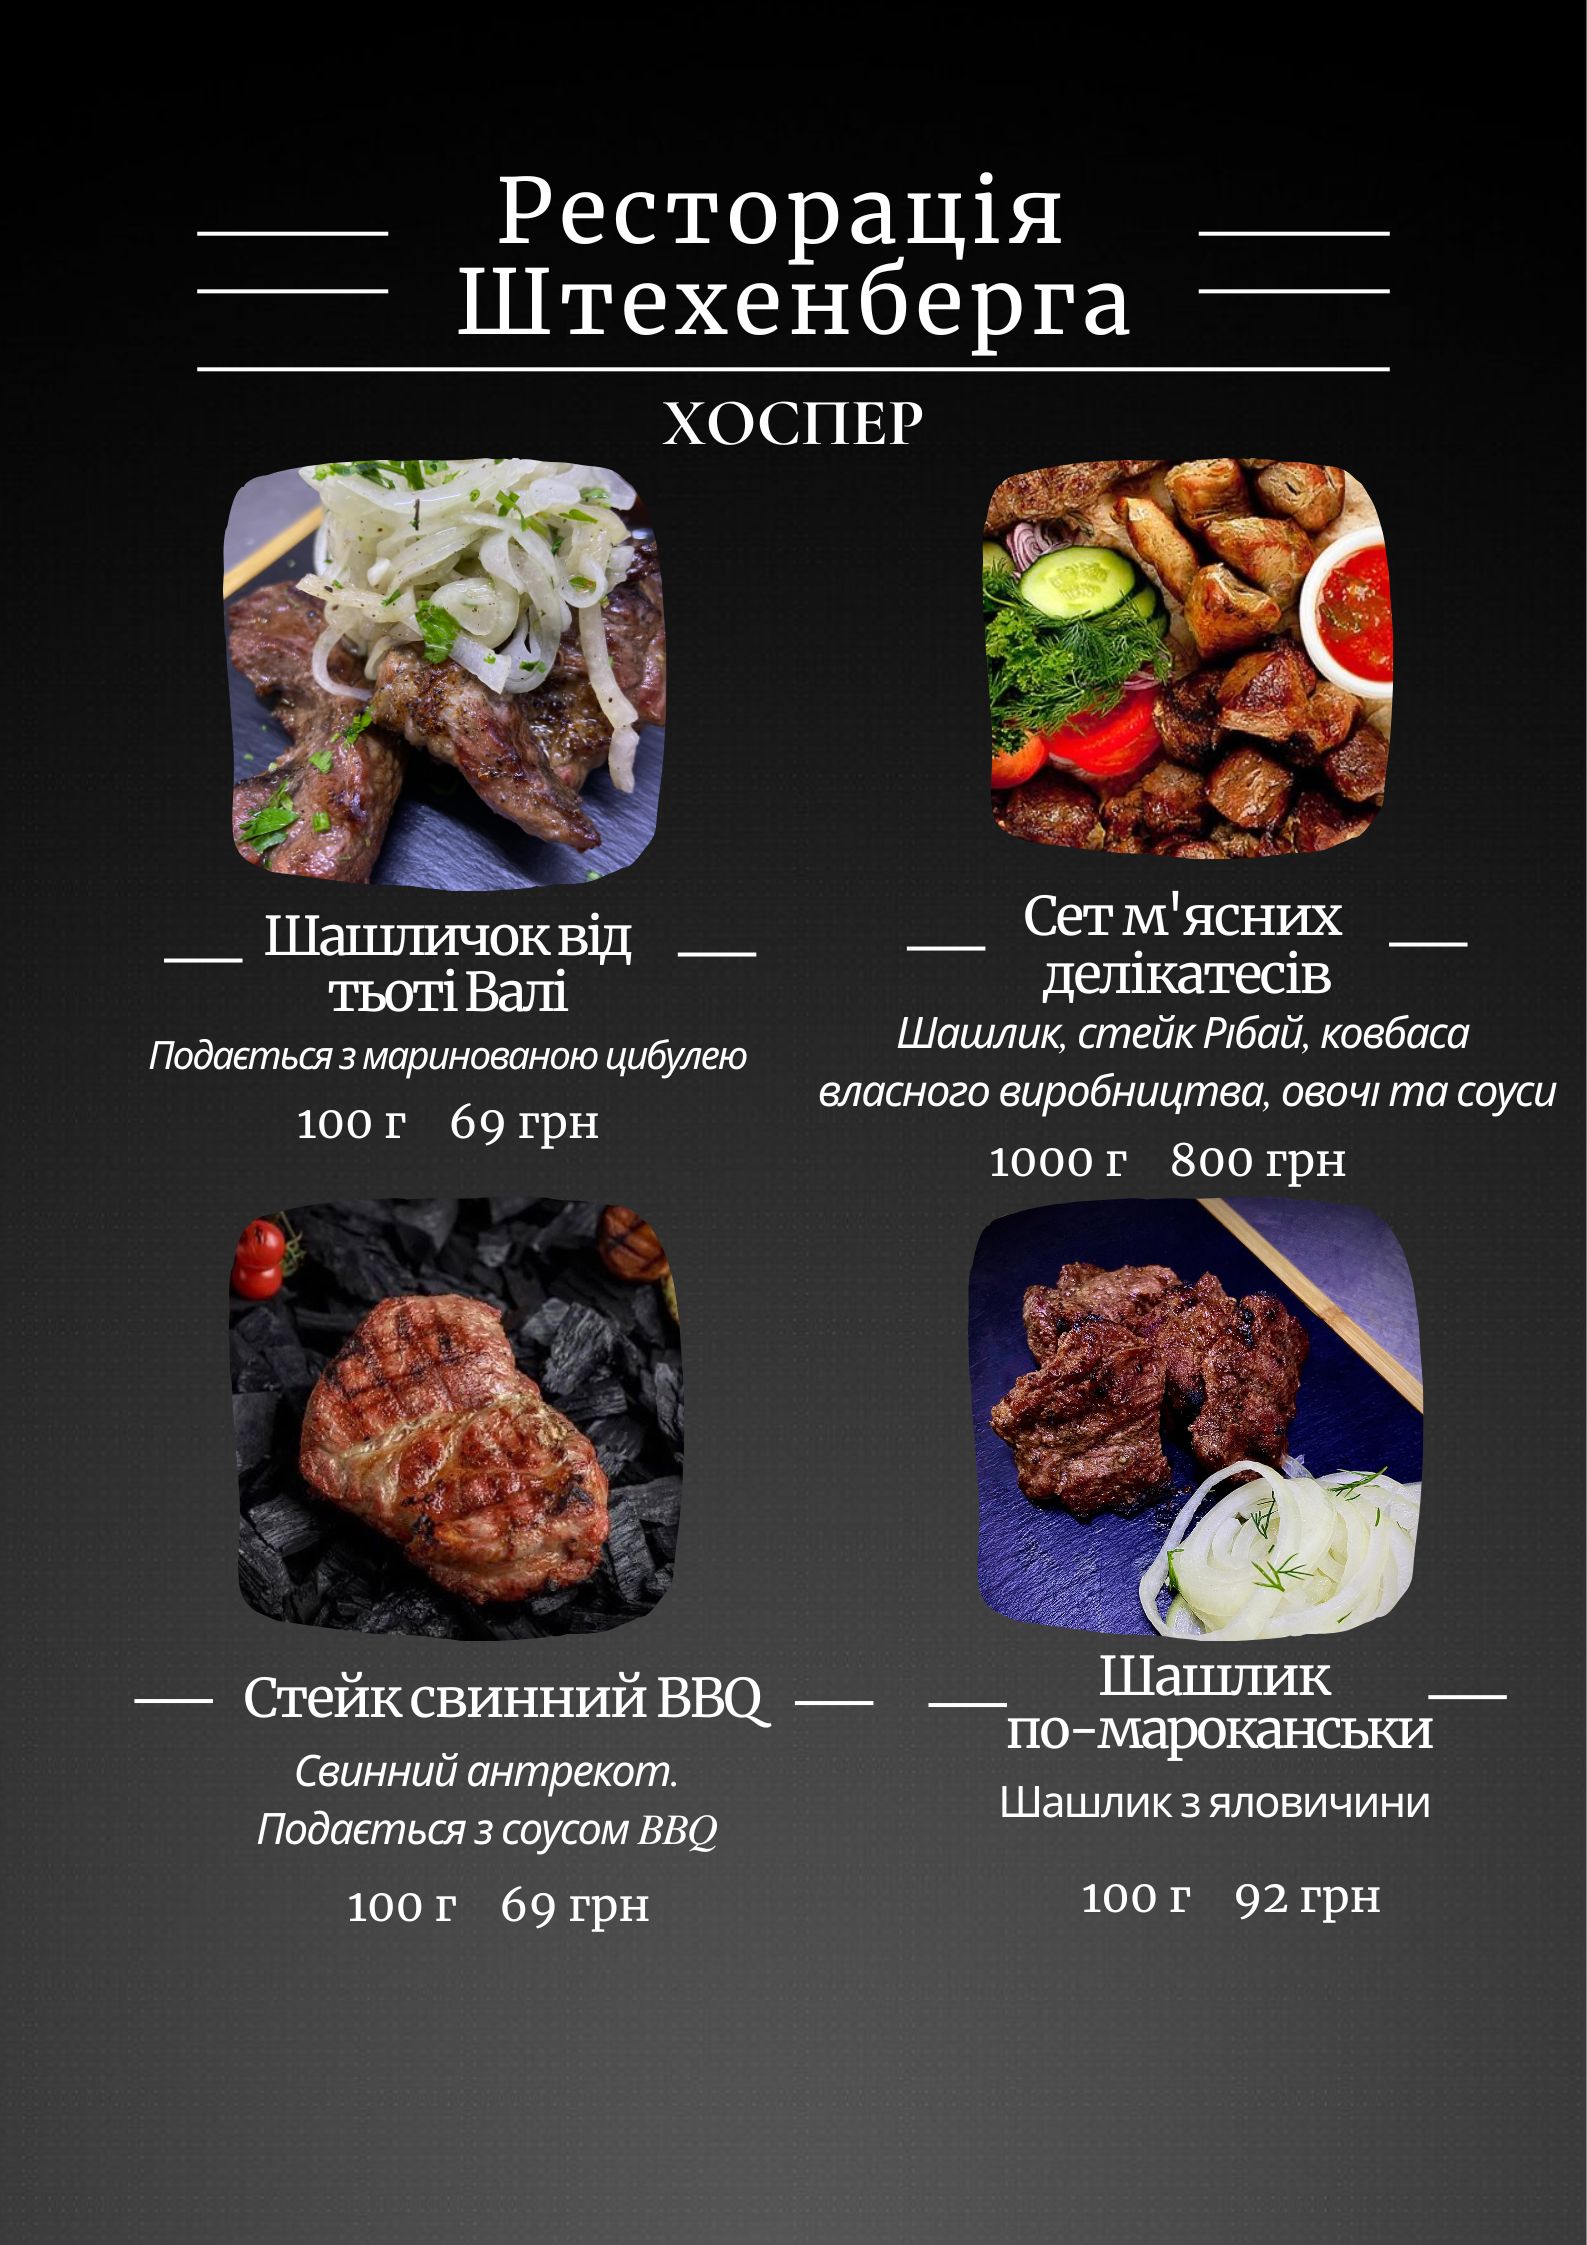 Ресторація
Штехенберга
ХОСПЕР
Шашличок від
тьоті Валі
Подається з маринованою цибулею
100 г 69 грн
Сет м'ясних
делікатесів
Шашлик, стейк Рібай, ковбаса
власного виробництва, овочі та соуси
1000 г 800 грн
Стейк свинний BBQ
Свинний антрекот.
Подається з соусом BBQ
100 г 69 грн
Шашлик
по-мароканськи
Шашлик з яловичини
100 г 92 грн